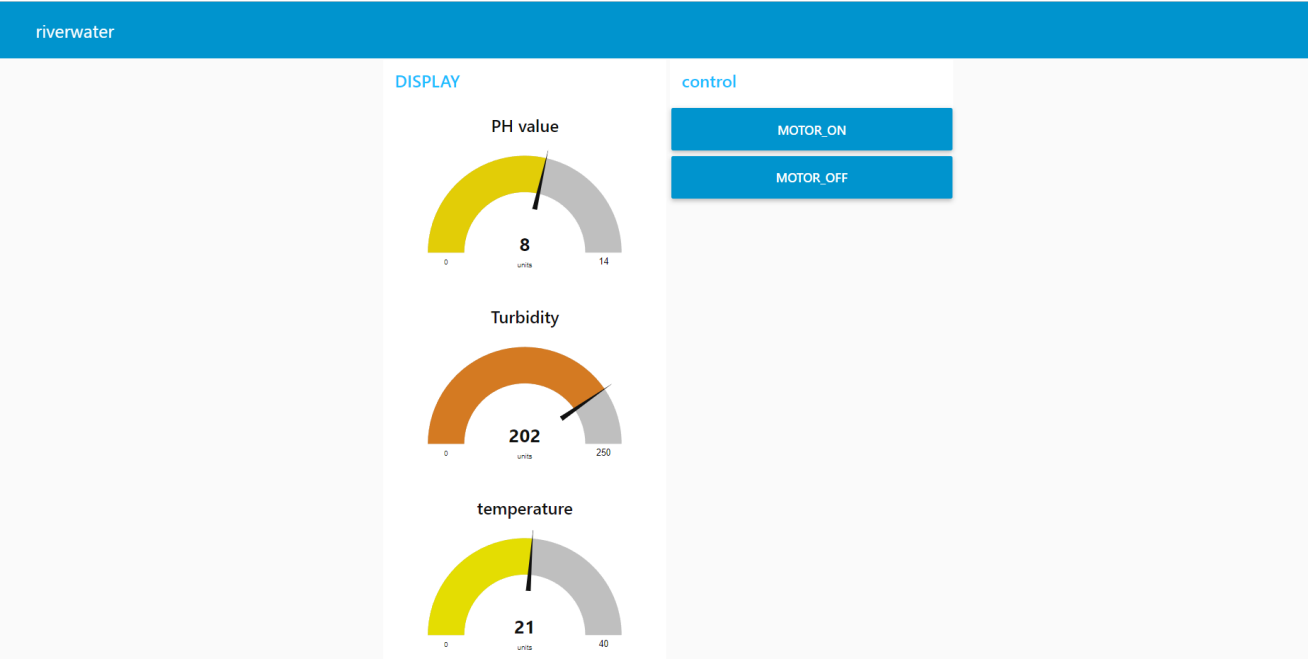 riverwater
DISPLAY
PH value
8
units
0
14
Turbidity
202
units
0
250
temperature
21
units
0
40
control
MOTOR_ON
MOTOR_OFF